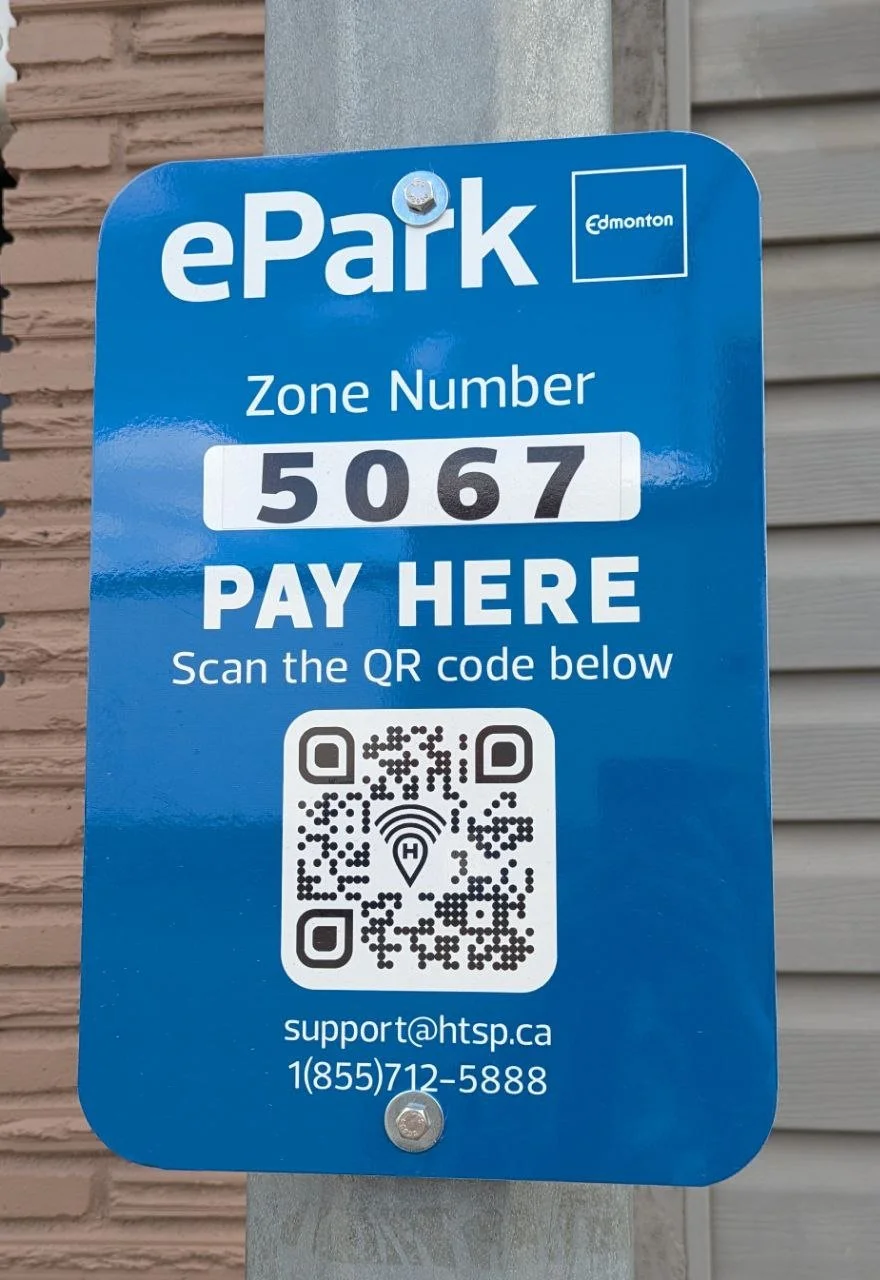 ePark
Edmonton
Zone Number
5067
PAY HERE
Scan the QR code below
H
support@htsp.ca
1(855)712-5888